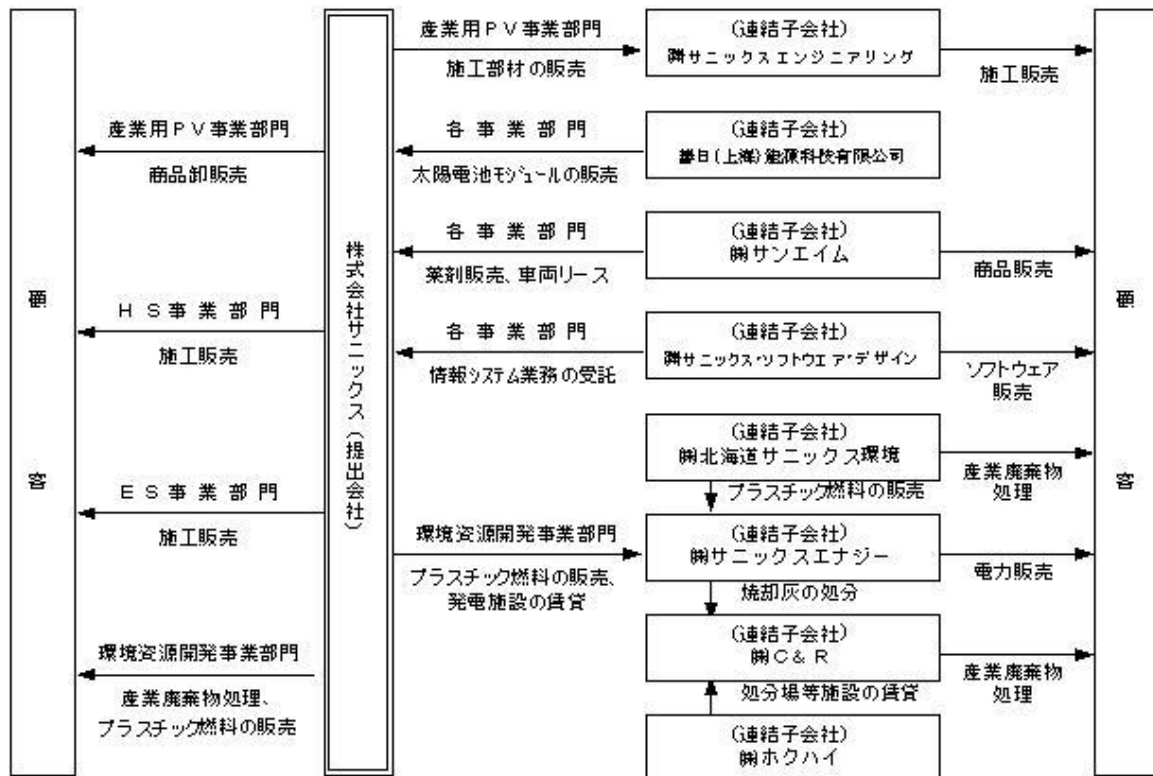 顧客
産業用PV事業部門
商品卸販売
HS事業部門
施工販売
ES事業部門
施工販売
環境資源開発事業部門
産業廃棄物処理、
プラスチック燃料の販売
株式会社サニックス(提出会社)
産業用PV事業部門
施工部材の販売
各事業部門
太陽電池モジュールの販売
各事業部門
薬剤販売、車両リース
各事業部門
情報システム業務の受託
環境資源開発事業部門
プラスチック燃料の販売、
発電施設の賃貸
(連結子会社)
㈱サニックスエンジニアリング
(連結子会社)
日(上海)能源科技有限公司
(連結子会社)
㈱サンエイム
(連結子会社)
㈱サニックス・ソフトウエア・デザイン
(連結子会社)
㈱北海道サニックス環境
プラスチック燃料の販売
(連結子会社)
㈱サニックスエナジー
焼却灰の処分
(連結子会社)
㈱C&R
処分場等施設の賃貸
(連結子会社)
㈱ホクハイ
施工販売
商品販売
ソフトウェア
販売
産業廃棄物
処理
電力販売
産業廃棄物
処理
顧客